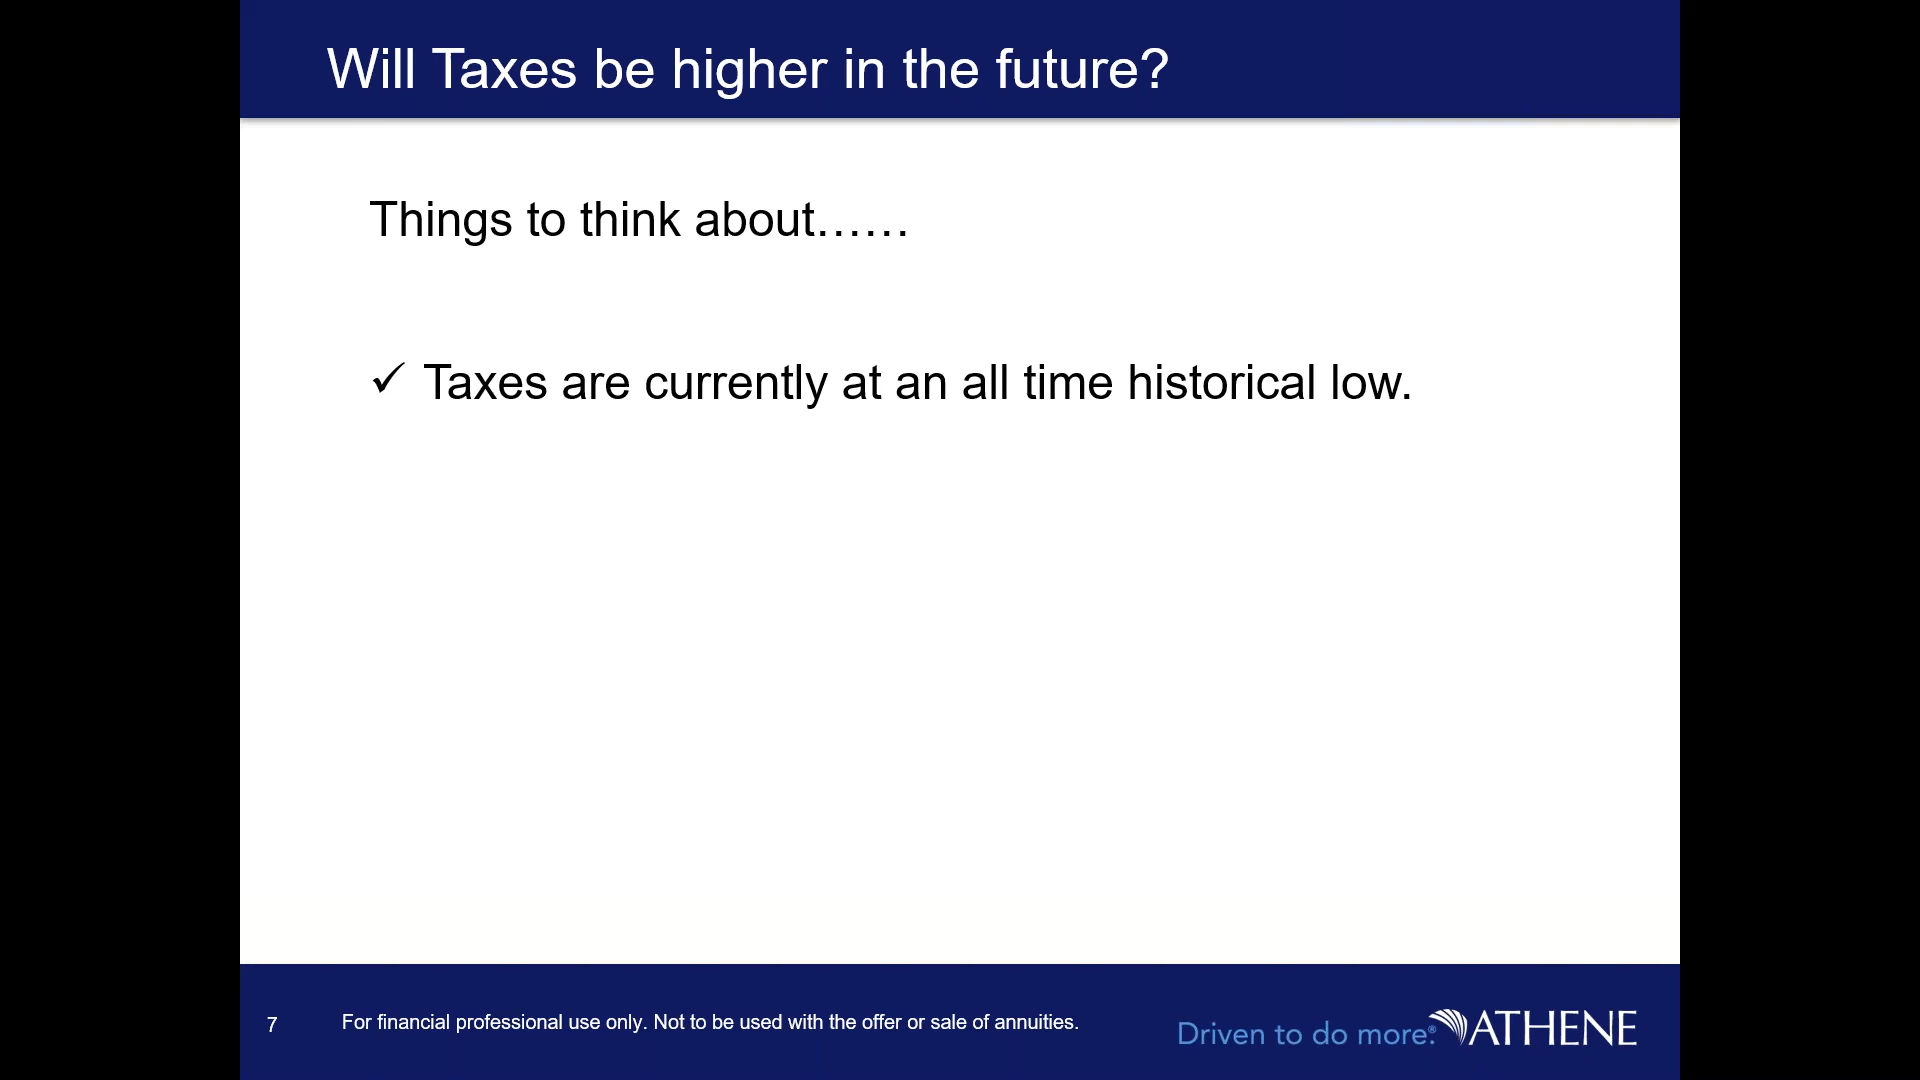 Will Taxes be higher in the future?
Things to think about……
✓ Taxes are currently at an all time historical low.
7
For financial professional use only. Not to be used with the offer or sale of annuities.
Driven to do more.®
ATHENE